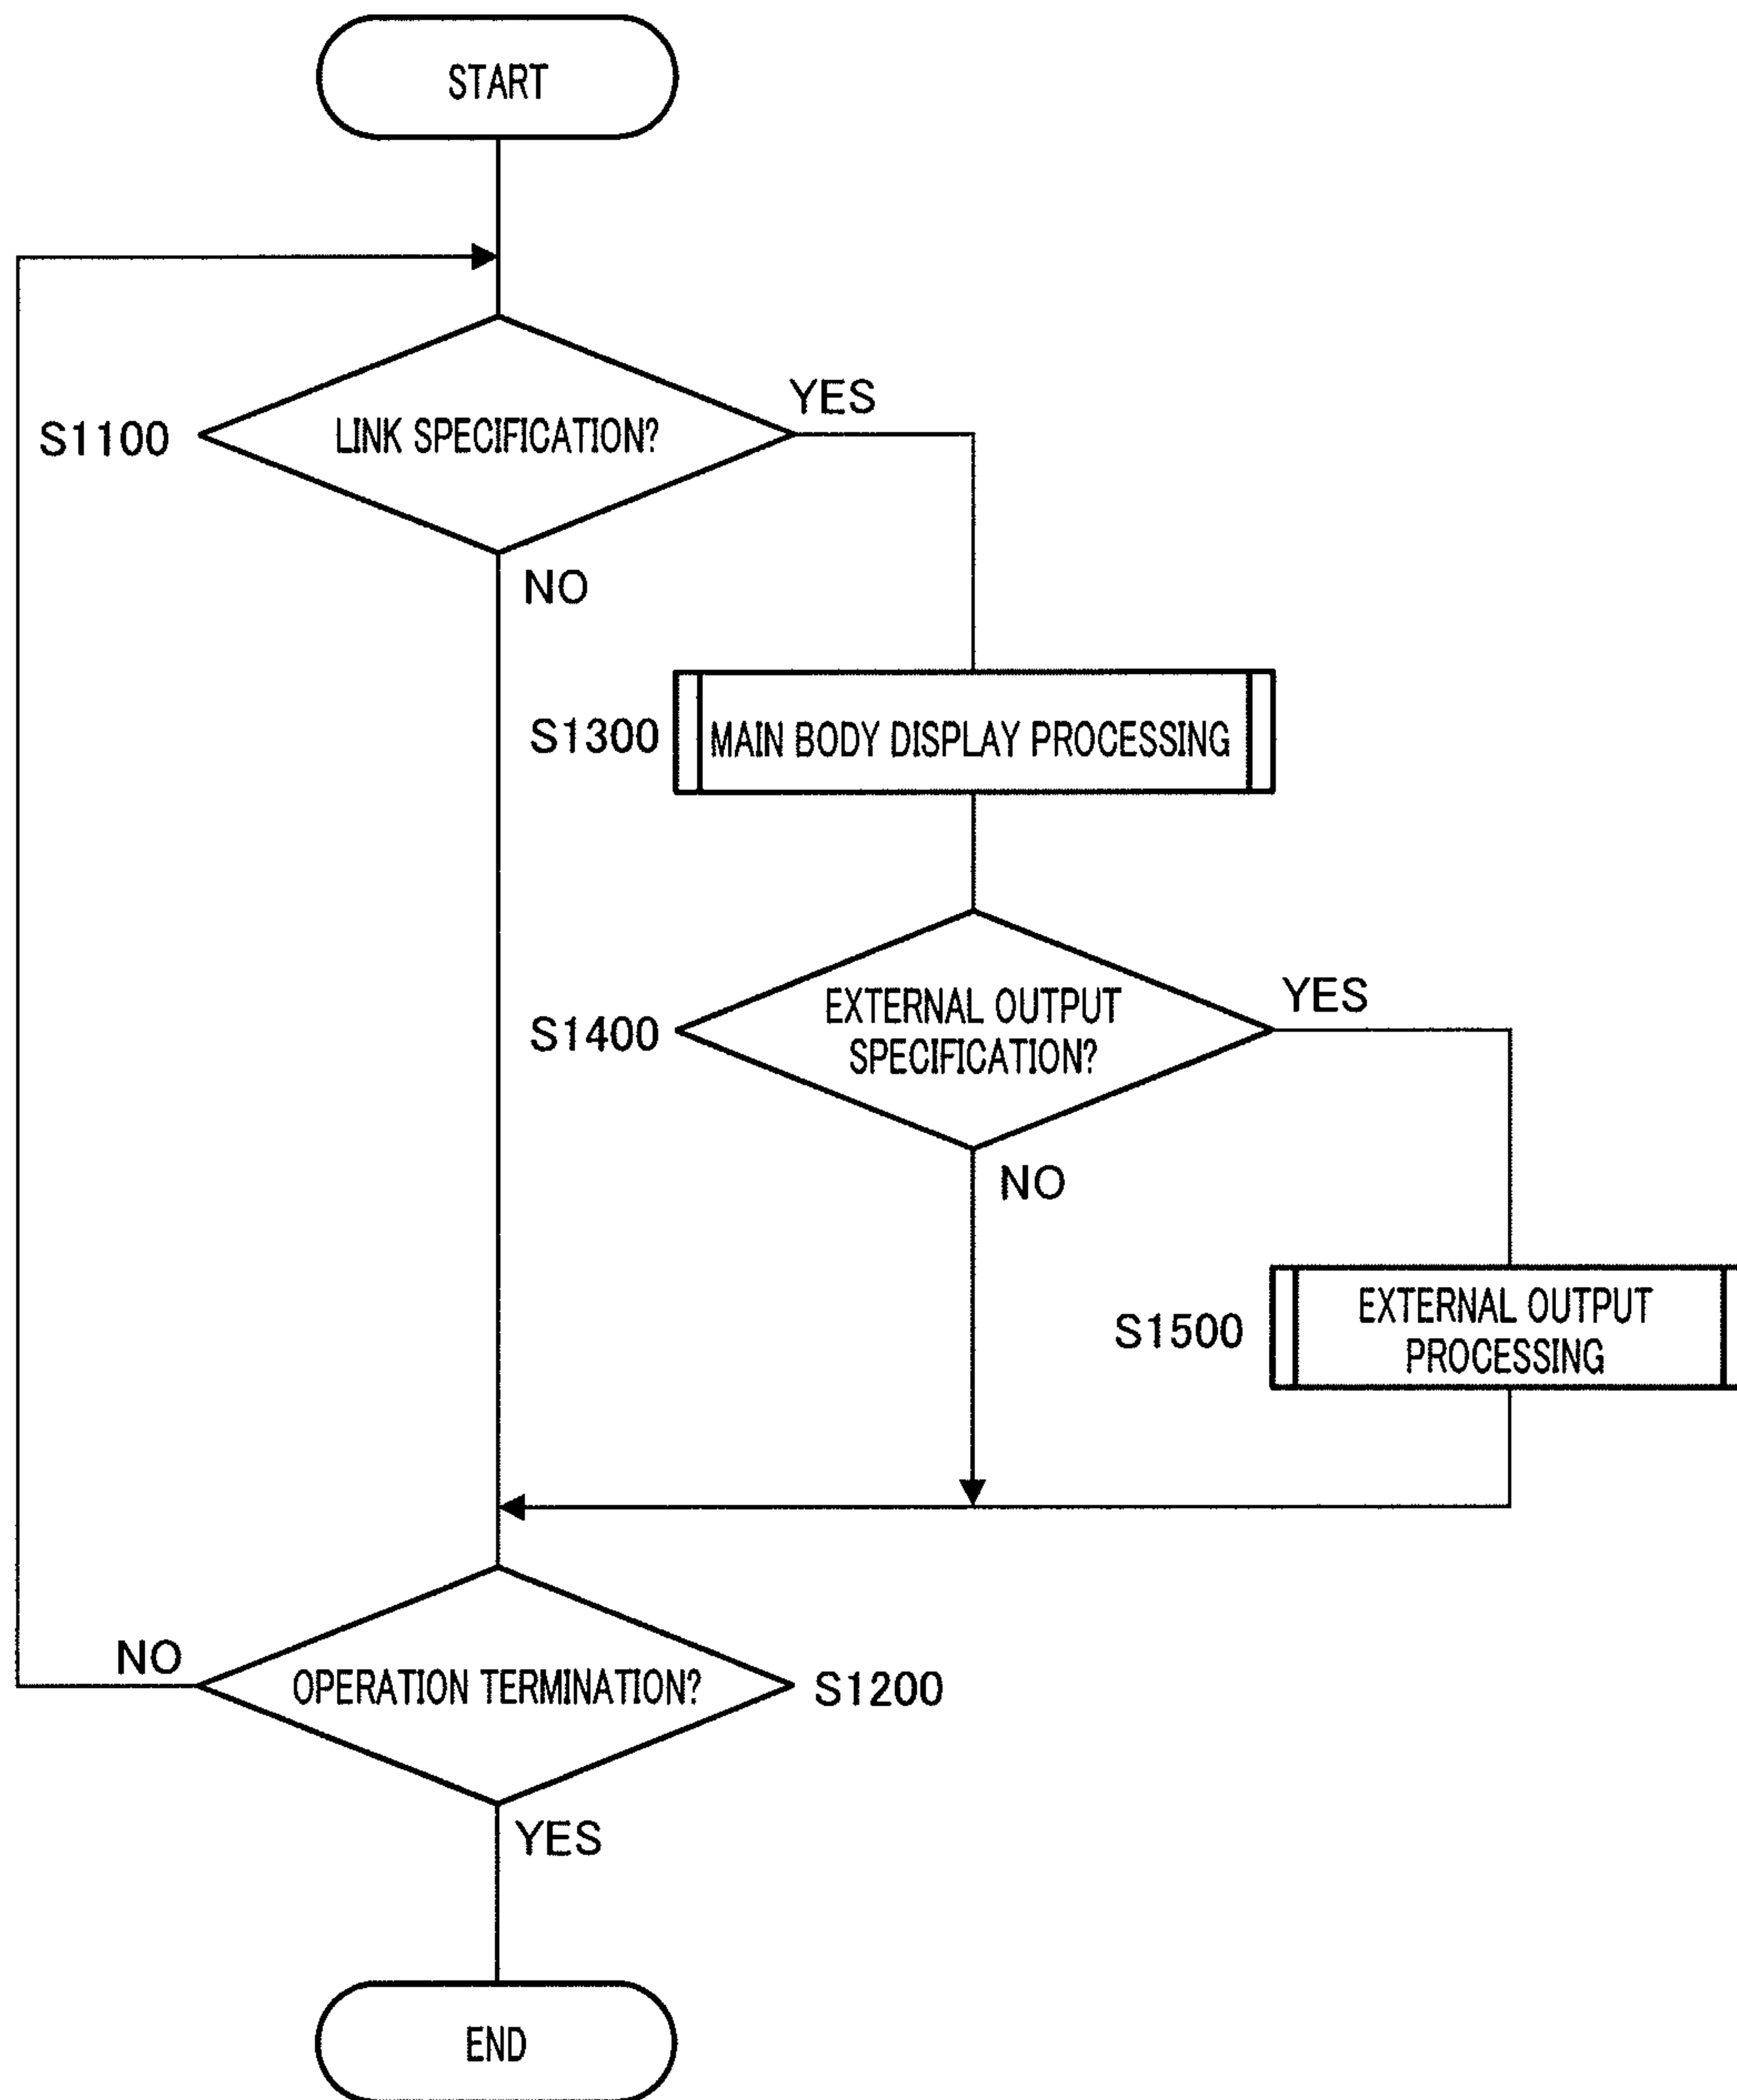 START
YES
S1100
LINK SPECIFICATION?
NO
S1300
MAIN BODY DISPLAY PROCESSING
YES
S1400
EXTERNAL OUTPUT
SPECIFICATION?
NO
S1500
EXTERNAL OUTPUT
PROCESSING
NO
OPERATION TERMINATION?
S1200
YES
END